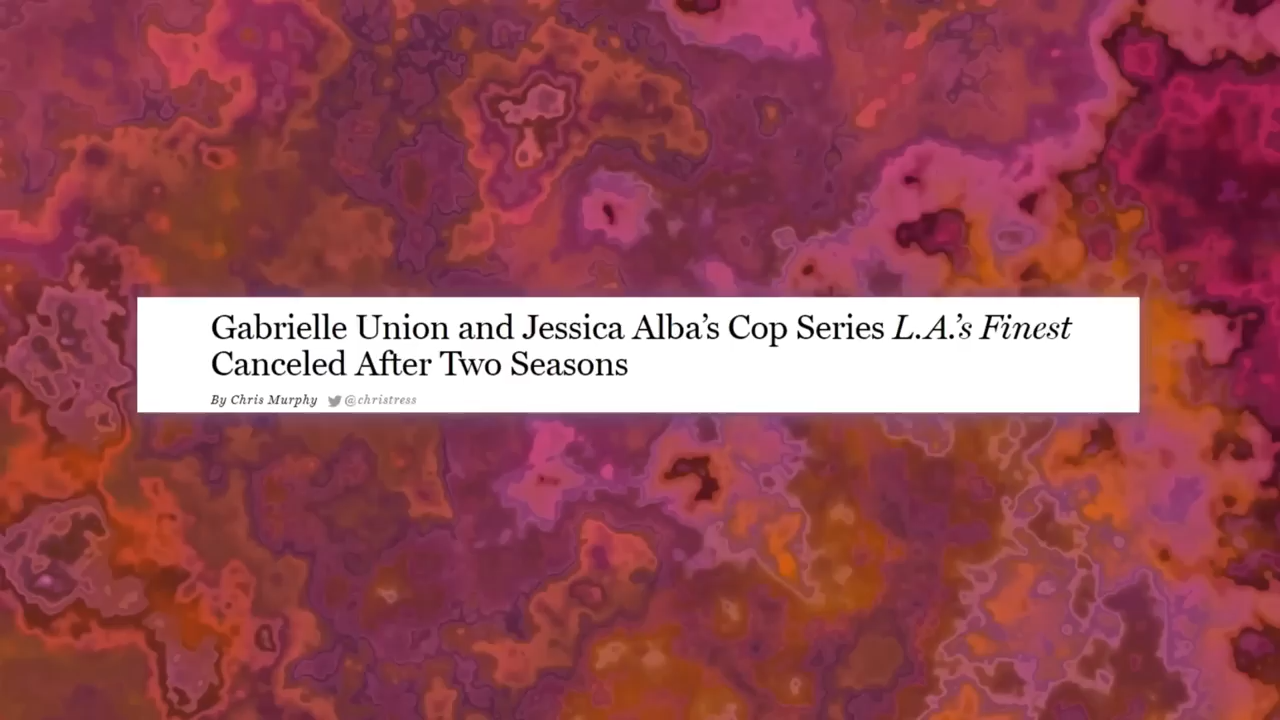 Gabrielle Union and Jessica Alba’s Cop Series L.A.’s Finest
Canceled After Two Seasons
By Chris Murphy @christress